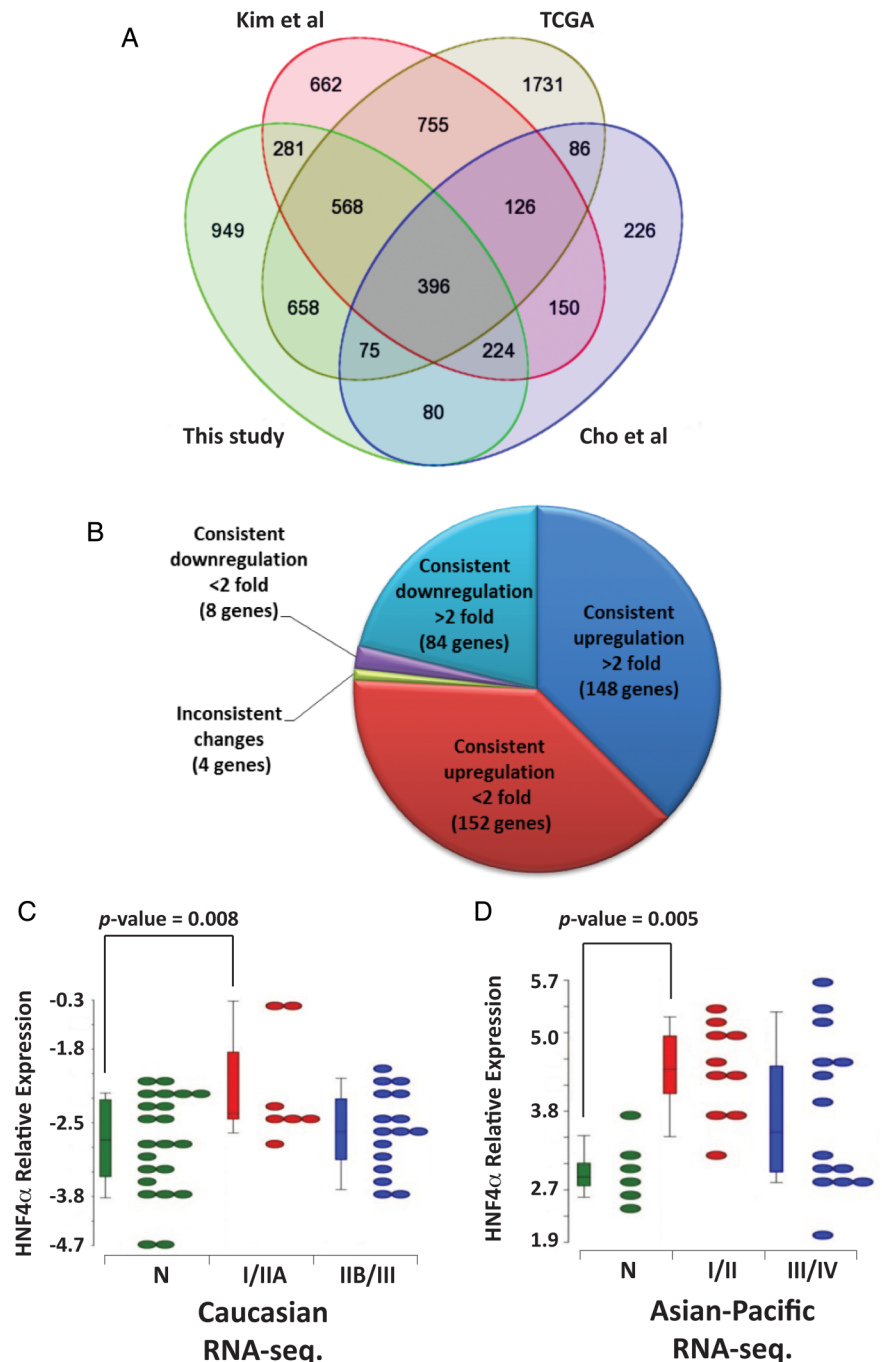 A
Kim et al
TCGA
662
1731
755
281
86
568
126
949
226
396
658
150
75
224
80
This study
Cho et al
B
Consistent
downregulation
<2 fold
(8 genes)
Consistent
downregulation
>2 fold
(84 genes)
Consistent
upregulation
>2 fold
(148 genes)
Inconsistent
changes
(4 genes)
Consistent
upregulation
<2 fold
(152 genes)
C
p-value = 0.008
HNF4α Relative Expression
-0.3
-1.8
-2.5
-3.8
-4.7
N
I/IIA
IIB/III
Caucasian
RNA-seq.
D
p-value = 0.005
HNF4α Relative Expression
5.7
5.0
3.8
2.7
1.9
N
I/II
III/IV
Asian-Pacific
RNA-seq.